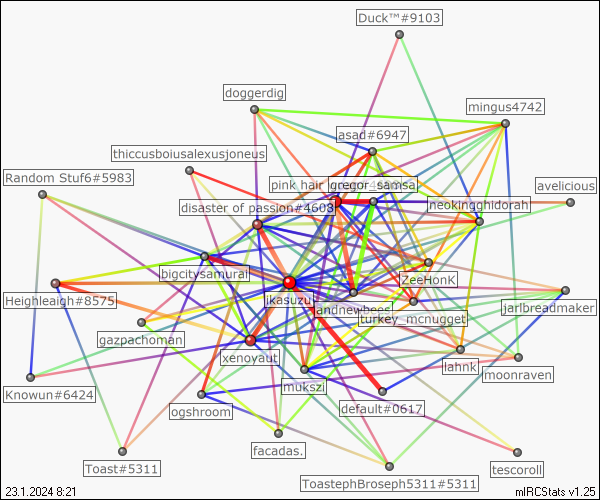 Duck™#9103
doggerdig
mingus4742
asad#6947
thiccusboiusalexusjoneus
Random Stuf6#5983
pink hair
gregor_samsa
avelicious
disaster of passion#4608
neokingghidorah
bigcitysamurai
ZeeHonK
Heighleaigh#8575
ikasuzu
landnewbees
jarlbreadmaker
turkey_mcnugget
gazpachoman
xenoyaut
lahnk
moonraven
mukszi
Knowun#6424
default#0617
ogshroom
facadas.
Toast#5311
tescoroll
ToastephBroseph5311#5311
23.1.2024 8:21
mIRCStats v1.25